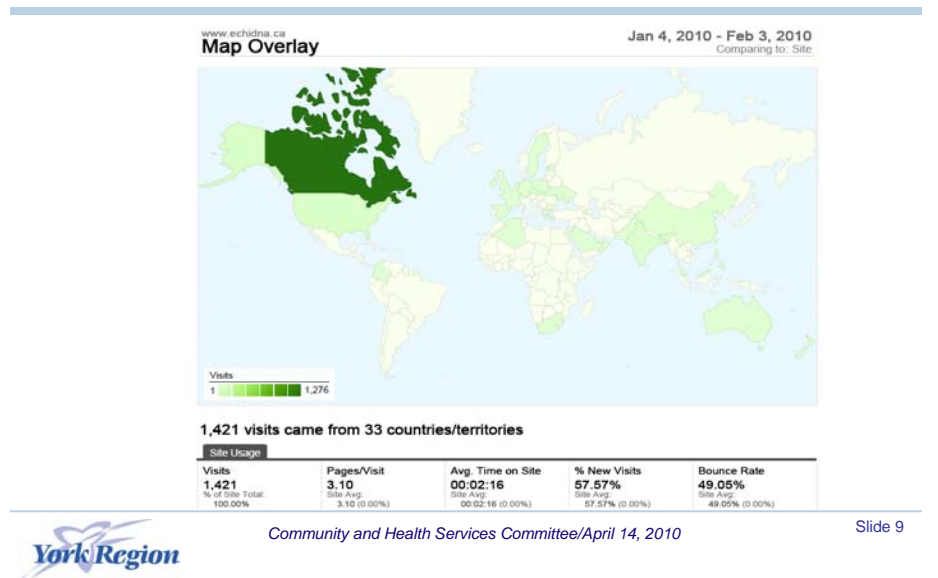 www.echidna.ca
Map Overlay
Jan 4, 2010 - Feb 3, 2010
Comparing to: Site
Visits
1 1,276
1,421 visits came from 33 countries/territories
Site Usage
Visits Pages/Visit Avg. Time on Site % New Visits Bounce Rate
1,421 3.10 00:02:16 57.57% 49.05%
% of Site Total: Site Avg: Site Avg: Site Avg: Site Avg:
100.00% 3.10 (0.00%) 00:02:16 (0.00%) 57.57% (0.00%) 49.05% (0.00%)
York Region
Community and Health Services Committee/April 14, 2010
Slide 9